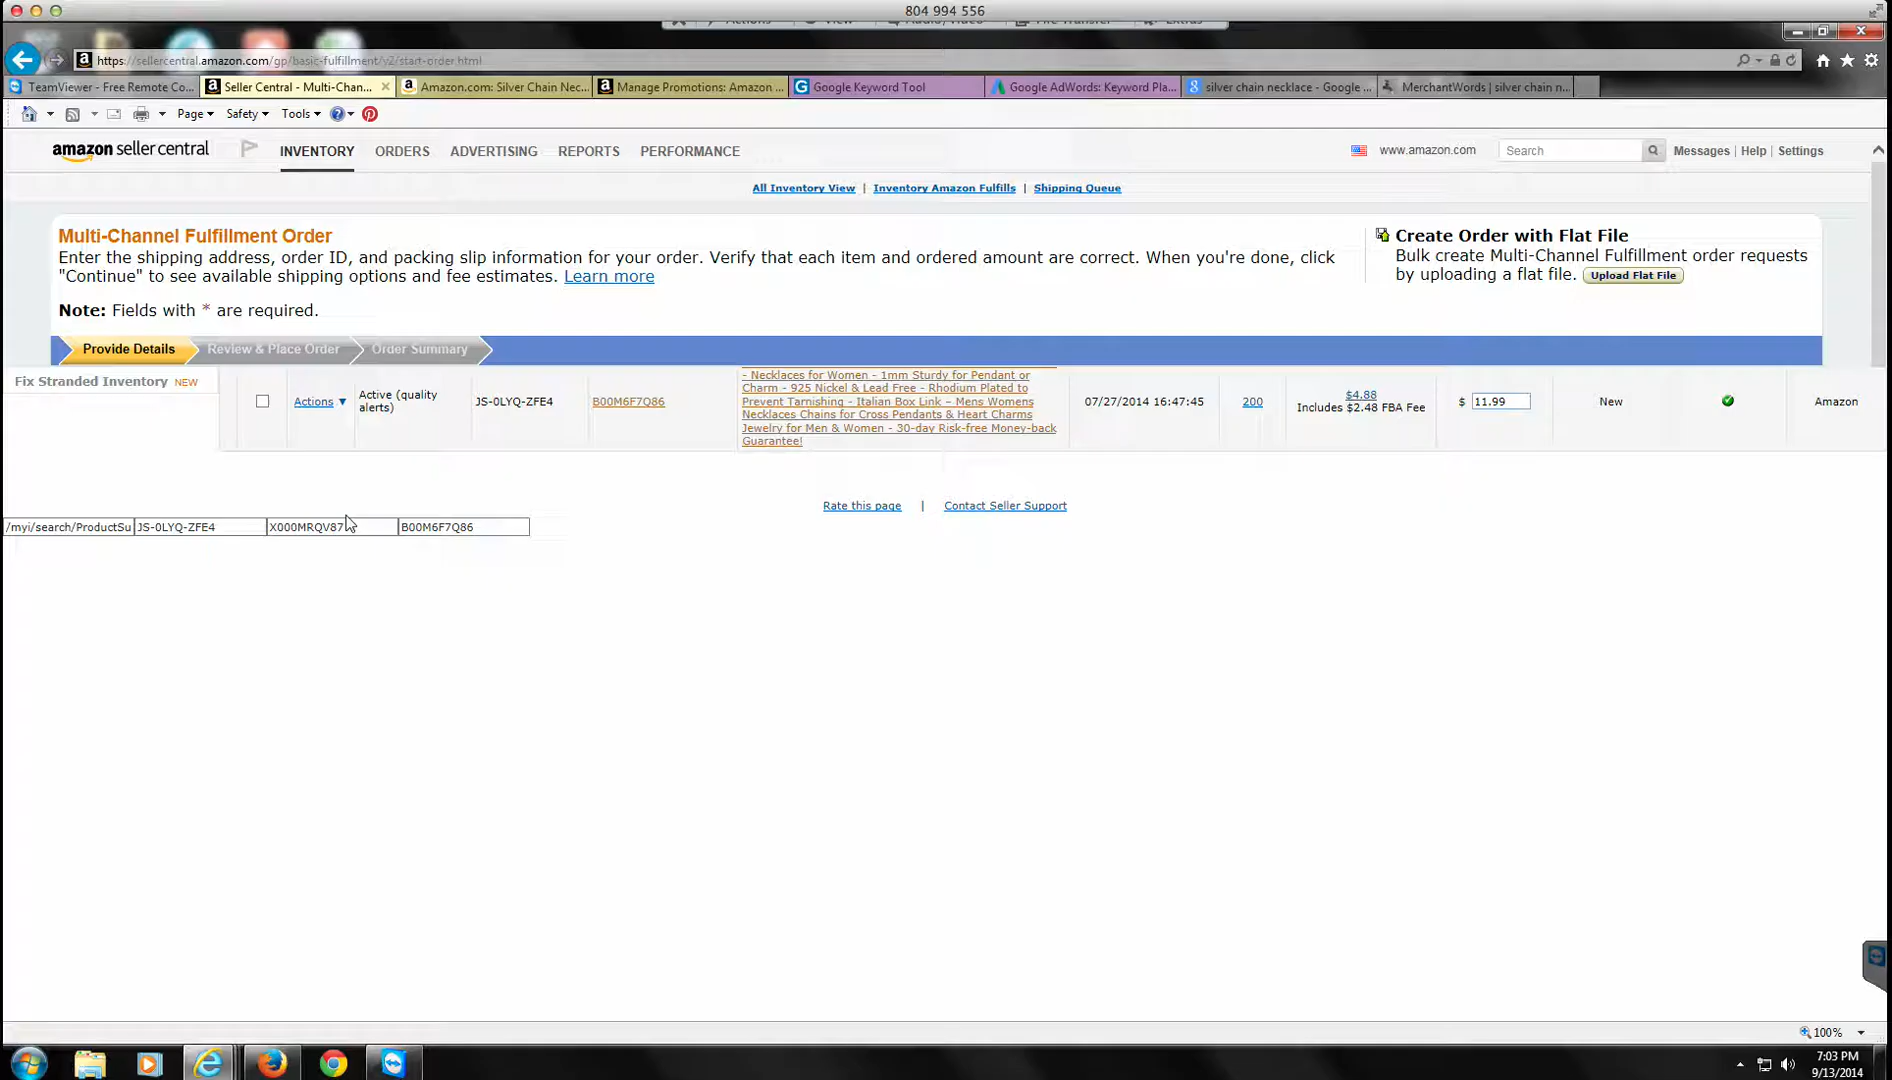 804 994 556
https://sellercentral.amazon.com/gp/basic-fulfillment/v2/start-order.html
TeamViewer - Free Remote Co...
Seller Central - Multi-Chan...
Amazon.com: Silver Chain Nec...
Manage Promotions: Amazon ...
Google Keyword Tool
Google AdWords: Keyword Pla...
silver chain necklace - Google ...
MerchantWords | silver chain n...
Page Safety Tools
amazon seller central INVENTORY ORDERS ADVERTISING REPORTS PERFORMANCE www.amazon.com Search Messages | Help | Settings
All Inventory View | Inventory Amazon Fulfills | Shipping Queue
Multi-Channel Fulfillment Order
Enter the shipping address, order ID, and packing slip information for your order. Verify that each item and ordered amount are correct. When you're done, click
"Continue" to see available shipping options and fee estimates. Learn more
Note: Fields with * are required.
Create Order with Flat File
Bulk create Multi-Channel Fulfillment order requests
by uploading a flat file. Upload Flat File
Provide Details Review & Place Order Order Summary
Fix Stranded Inventory NEW
Actions
Active (quality
alerts)
JS-0LYQ-ZFE4
B00M6F7Q86
- Necklaces for Women - 1mm Sturdy for Pendant or
Charm - 925 Nickel & Lead Free - Rhodium Plated to
Prevent Tarnishing - Italian Box Link – Mens Womens
Necklaces Chains for Cross Pendants & Heart Charms
Jewelry for Men & Women - 30-day Risk-free Money-back
Guarantee!
07/27/2014 16:47:45
200
$4.88
Includes $2.48 FBA Fee
$ 11.99
New
Amazon
Rate this page | Contact Seller Support
/myi/search/ProductSu JS-0LYQ-ZFE4 X000MRQV87 B00M6F7Q86
100%
7:03 PM
9/13/2014